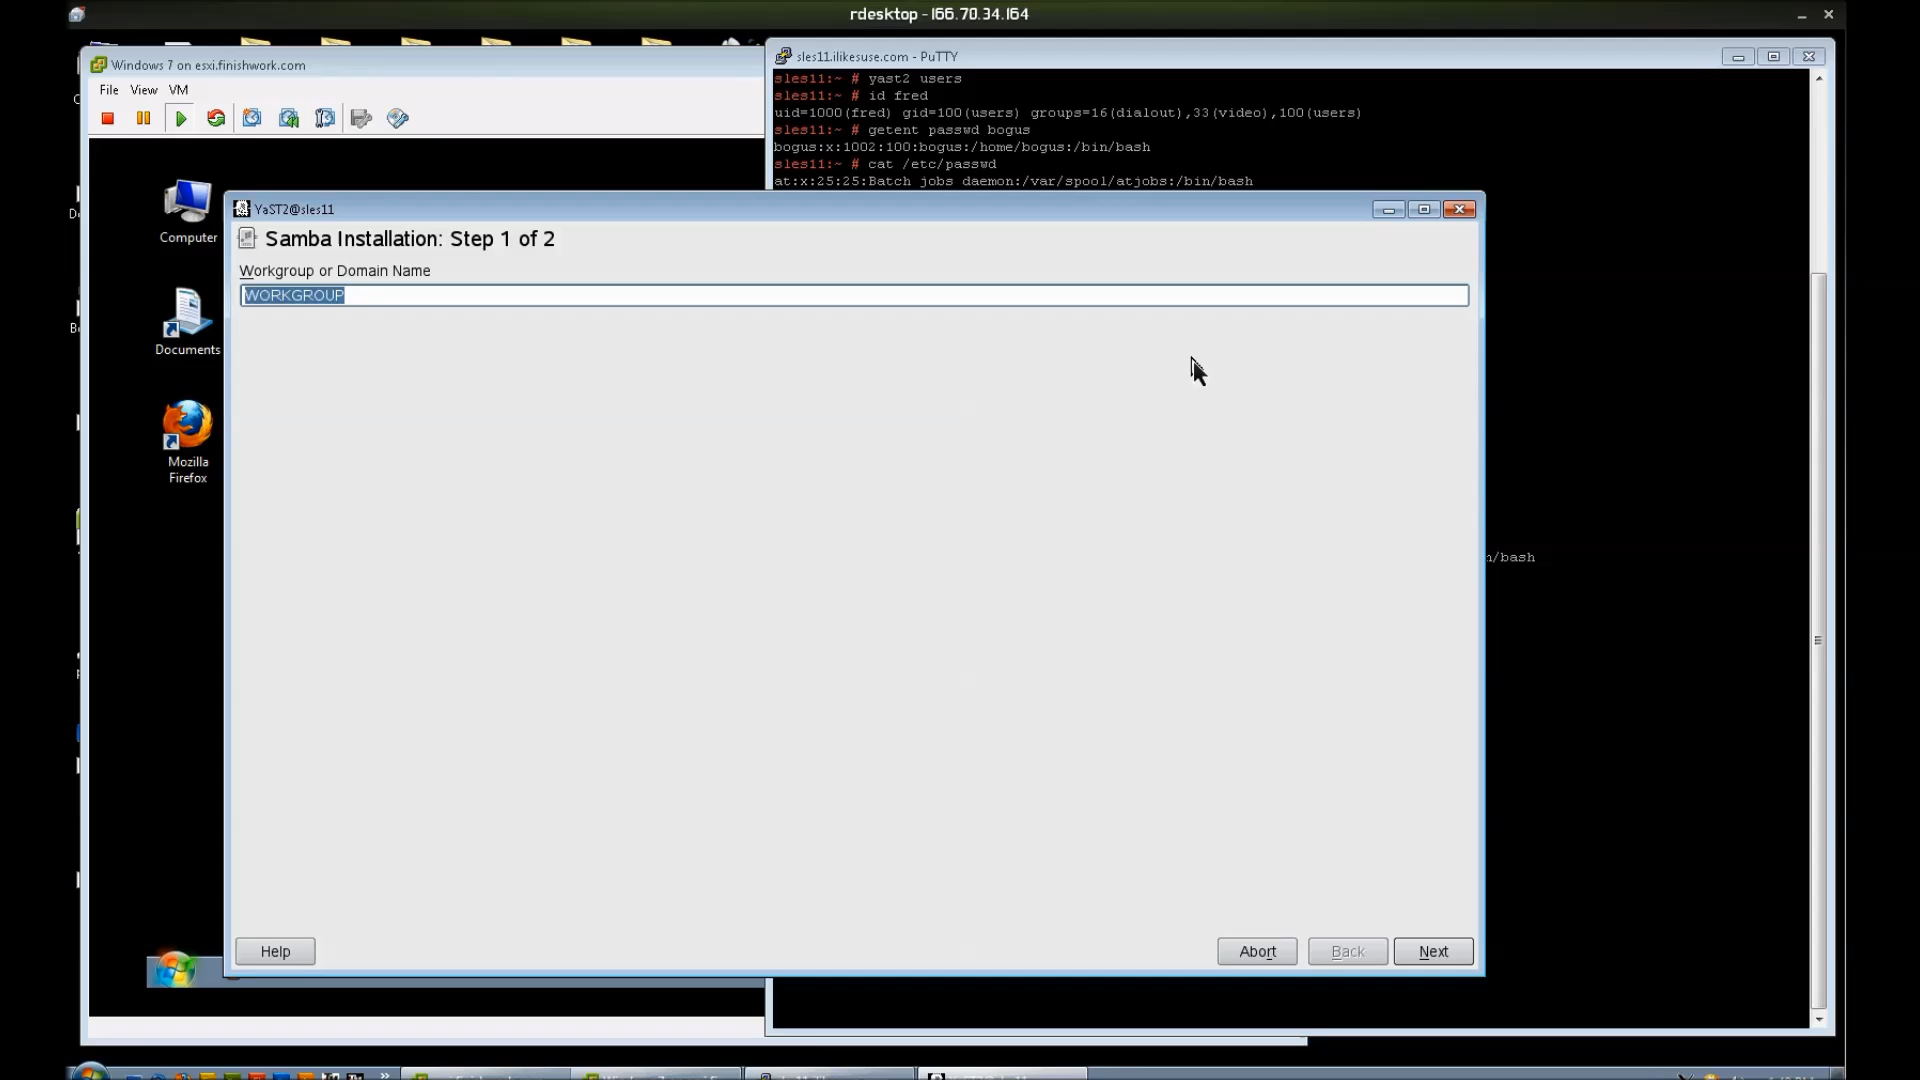 rdesktop - 166.70.34.164
Windows 7 on esxi.finishwork.com
File View VM
sles11.ilikesuse.com - PuTTY
sles11:~ # yast2 users
sles11:~ # id fred
uid=1000(fred) gid=100(users) groups=16(dialout),33(video),100(users)
sles11:~ # getent passwd bogus
bogus:x:1002:100:bogus:/home/bogus:/bin/bash
sles11:~ # cat /etc/passwd
at:x:25:25:Batch jobs daemon:/var/spool/atjobs:/bin/bash
Computer
Documents
Mozilla
Firefox
YaST2@sles11
Samba Installation: Step 1 of 2
Workgroup or Domain Name
WORKGROUP
n/bash
Help
Abort
Back
Next